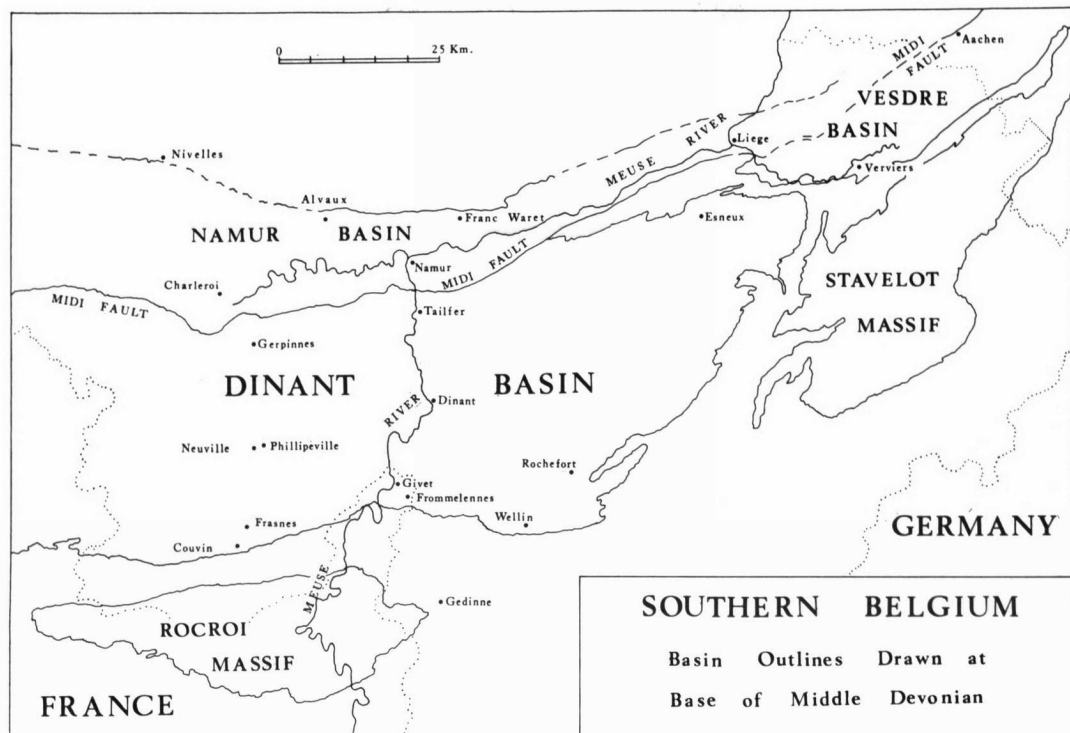 0 25 Km.
MIDI
FAULT
Aachen
VESDRE
BASIN
Nivelles
MEUSE RIVER
Liege
=
Verviers
Alvaux
Franc Waret
Esneux
NAMUR BASIN
Namur
MIDI FAULT
STAVELOT
MASSIF
Charleroi
MIDI FAULT
Tailfer
Gerpinnes
DINANT BASIN
Dinant
RIVER
Neuville
Phillipéville
Rochefort
Givet
Frommelennes
Wellin
Frasnes
Couvin
GERMANY
MEUSE
Gedinne
ROCROI
MASSIF
FRANCE
SOUTHERN BELGIUM
Basin Outlines Drawn at
Base of Middle Devonian